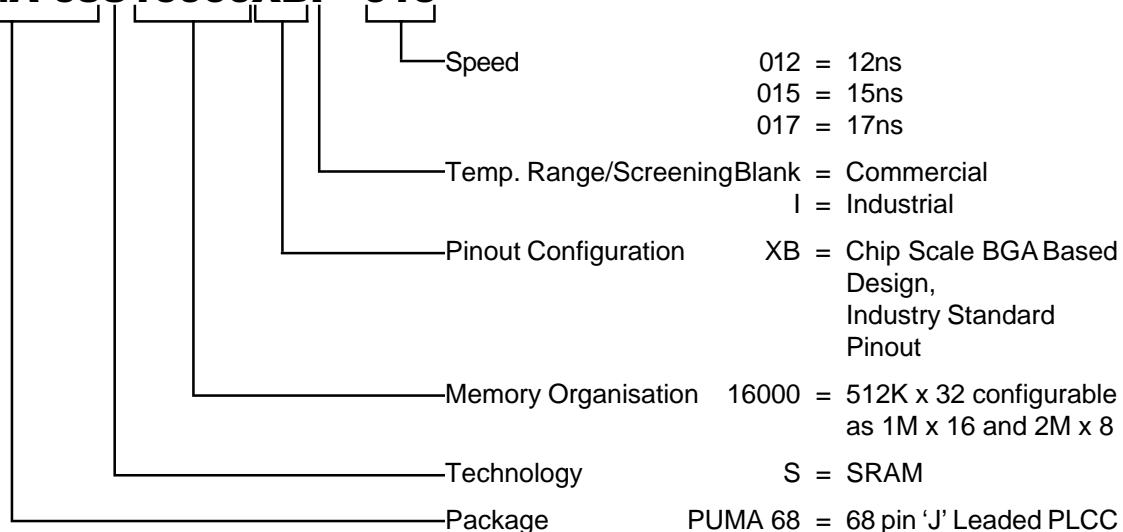 Speed 012 = 12ns
015 = 15ns
017 = 17ns
Temp. Range/Screening Blank = Commercial
I = Industrial
Pinout Configuration XB = Chip Scale BGA Based
Design,
Industry Standard
Pinout
Memory Organisation 16000 = 512K x 32 configurable
as 1M x 16 and 2M x 8
Technology S = SRAM
Package PUMA 68 = 68 pin ‘J’ Leaded PLCC